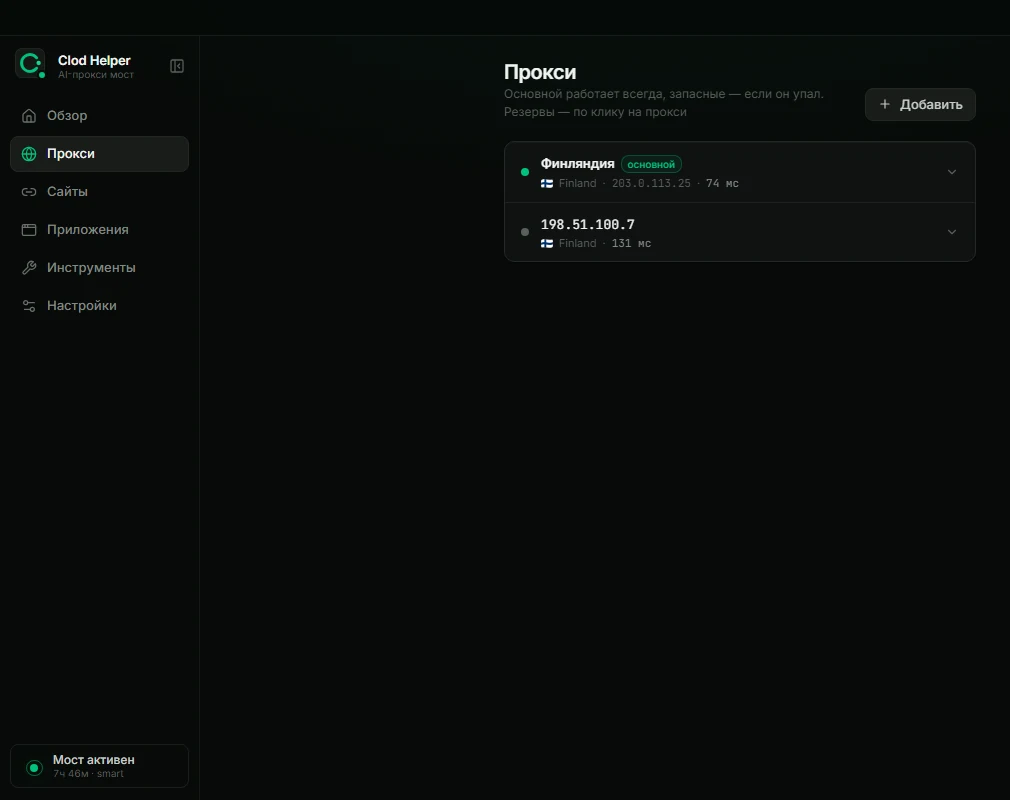 Clod Helper
AI-прокси мост
Обзор
Прокси
Сайты
Приложения
Инструменты
Настройки
Мост активен
7ч 46м · smart
Прокси
Основной работает всегда, запасные — если он упал.
Резервы — по клику на прокси
+ Добавить
Финляндия основной
Finland · 203.0.113.25 · 74 мс
198.51.100.7
Finland · 131 мс